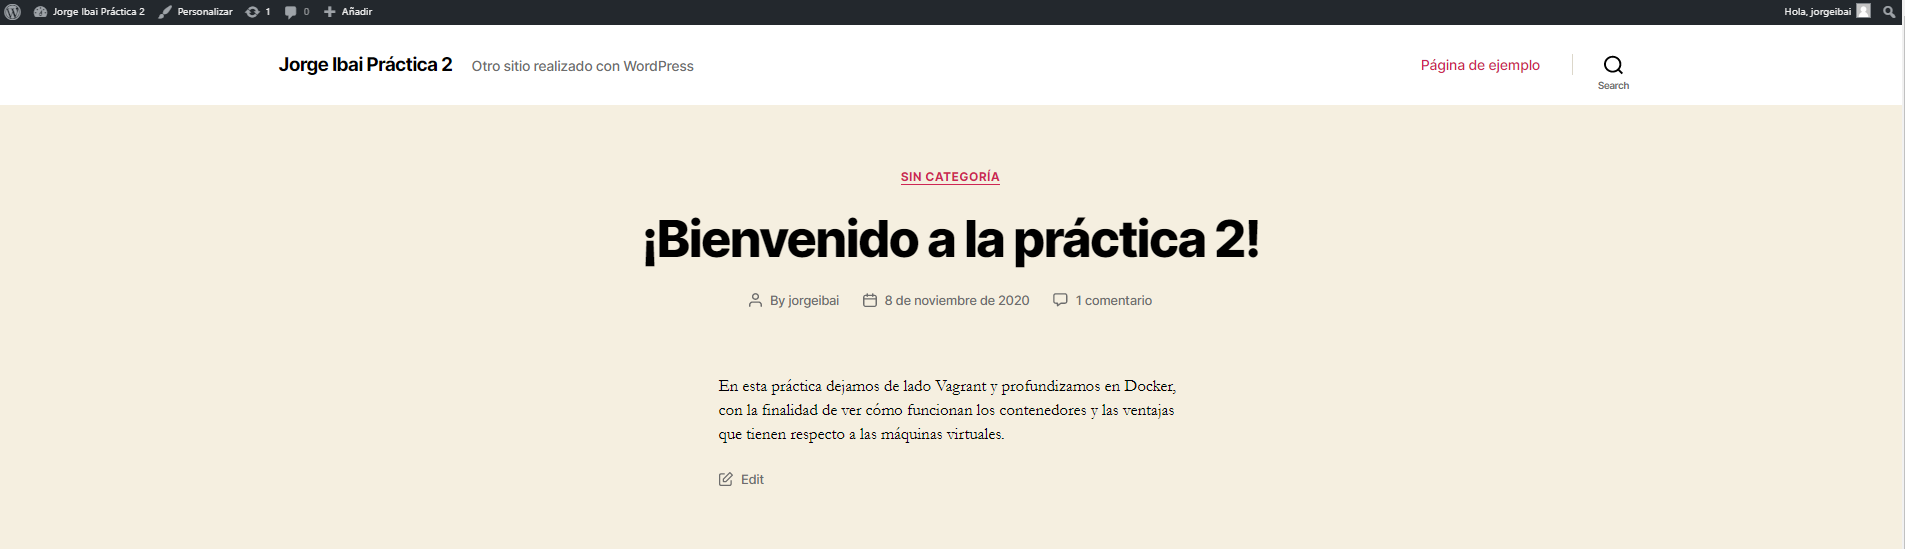 Jorge Ibai Práctica 2 Personalizar 1 0 Añadir Hola, jorgeibai
Jorge Ibai Práctica 2 Otro sitio realizado con WordPress Página de ejemplo
Search
SIN CATEGORÍA
¡Bienvenido a la práctica 2!
By jorgeibai 8 de noviembre de 2020 1 comentario
En esta práctica dejamos de lado Vagrant y profundizamos en Docker,
con la finalidad de ver cómo funcionan los contenedores y las ventajas
que tienen respecto a las máquinas virtuales.
Edit